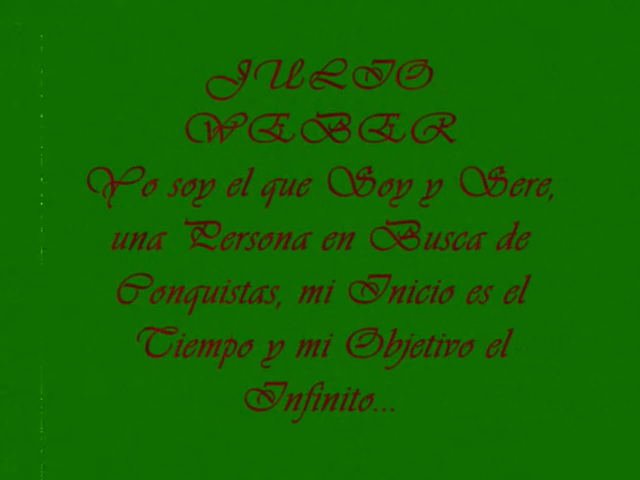 JULIO
WEBER
Yo soy el que Soy y Sere,
una Persona en Busca de
Conquistas, mi Inicio es el
Tiempo y mi Objetivo el
Infinito...